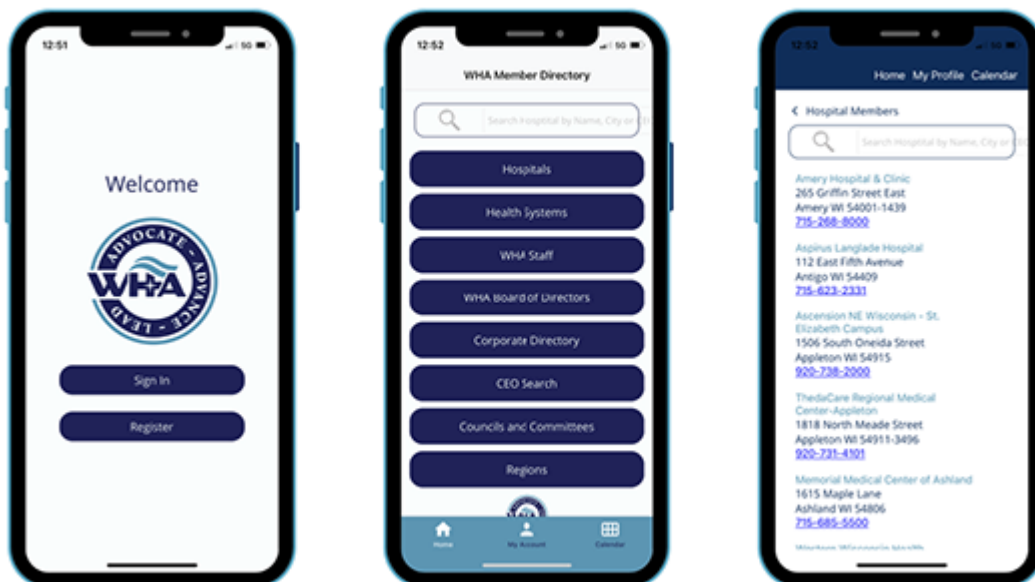 12:51
5G
Welcome
ADVOCATE - ADVANCE - LEAD -
WHA
Sign In
Register
12:52
5G
WHA Member Directory
Search Hospital by Name, City or
Hospitals
Health Systems
WHA Staff
WHA Board of Directors
Corporate Directory
CEO Search
Councils and Committees
Regions
Home
My Account
Calendar
12:52
5G
Home My Profile Calendar
Hospital Members
Search Hospital by Name, City or CEO
Amery Hospital & Clinic
265 Griffin Street East
Amery WI 54001-1439
715-268-8000
Aspirus Langlade Hospital
112 East Fifth Avenue
Antigo WI 54409
715-623-2331
Ascension NE Wisconsin - St.
Elizabeth Campus
1506 South Oneida Street
Appleton WI 54915
920-738-2000
ThedaCare Regional Medical
Center-Appleton
1818 North Meade Street
Appleton WI 54911-3496
920-731-4101
Memorial Medical Center of Ashland
1615 Maple Lane
Ashland WI 54806
715-685-5500
Western Wisconsin Health